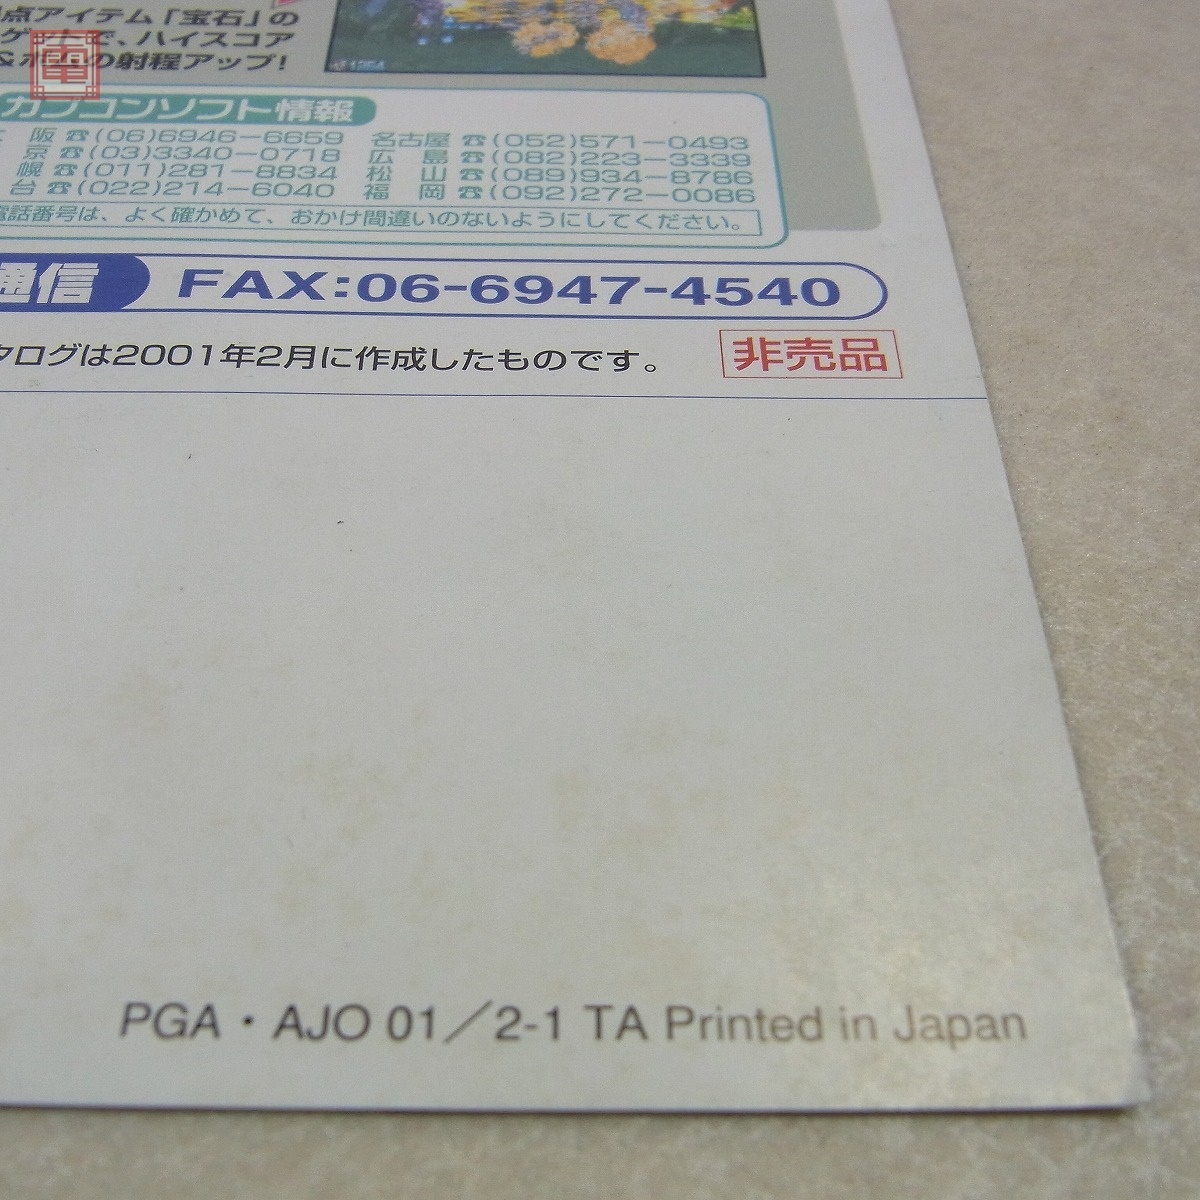 点アイテム「宝石」の
ゲットで、ハイスコア
の射程アップ!
電
カプコンソフト情報
阪☎(06)6946-6659 名古屋☎(052)571-0493
京☎(03)3340-0718 広 島☎(082)223-3339
幌☎(011)281-8834 松 山☎(089)934-8786
台☎(022)214-6040 福 岡☎(092)272-0086
電話番号は、よく確かめて、おかけ間違いのないようにしてください。
通信 FAX:06-6947-4540
タログは2001年2月に作成したものです。 非売品
PGA・AJO 01／2-1 TA Printed in Japan